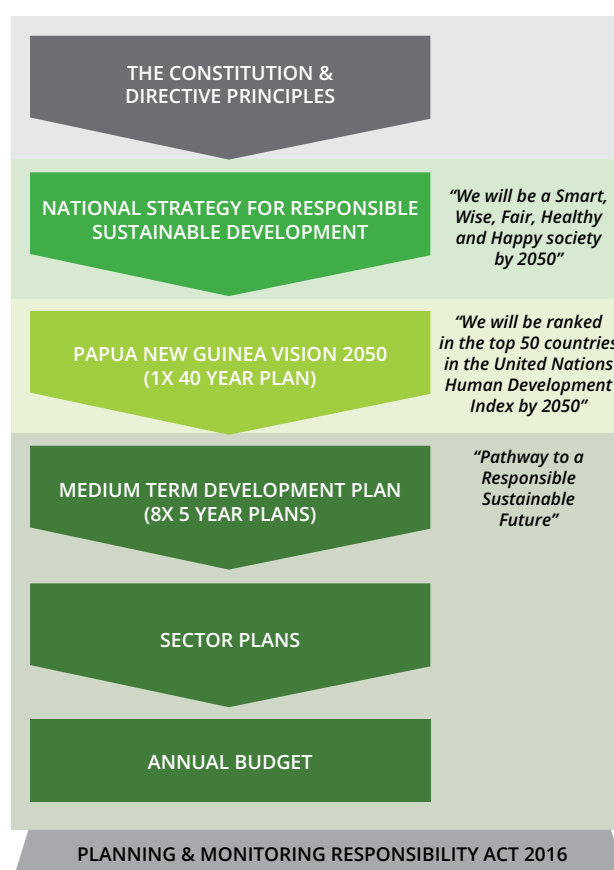 THE CONSTITUTION &
DIRECTIVE PRINCIPLES
NATIONAL STRATEGY FOR RESPONSIBLE
SUSTAINABLE DEVELOPMENT
“We will be a Smart,
Wise, Fair, Healthy
and Happy society
by 2050”
PAPUA NEW GUINEA VISION 2050
(1X 40 YEAR PLAN)
“We will be ranked
in the top 50 countries
in the United Nations
Human Development
Index by 2050”
MEDIUM TERM DEVELOPMENT PLAN
(8X 5 YEAR PLANS)
“Pathway to a
Responsible
Sustainable
Future”
SECTOR PLANS
ANNUAL BUDGET
PLANNING & MONITORING RESPONSIBILITY ACT 2016